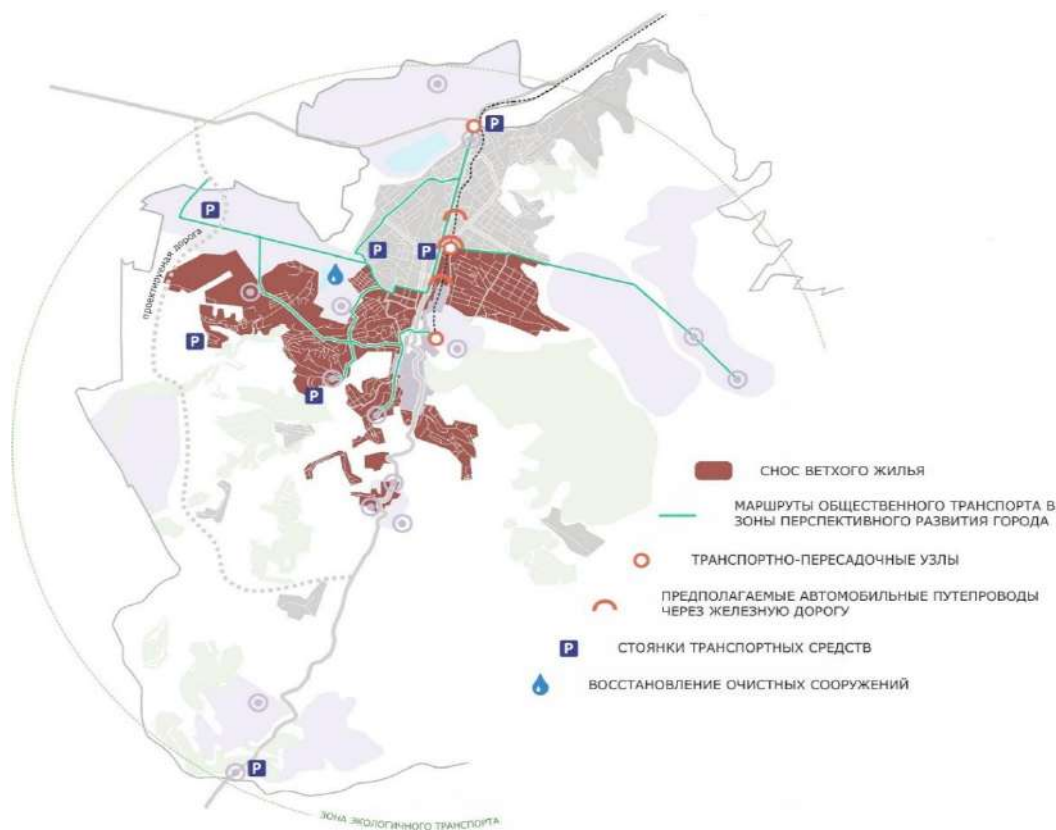 P
P
P
P
P
P
P
проектируемая дорога
СНОС ВЕТХОГО ЖИЛЬЯ
МАРШРУТЫ ОБЩЕСТВЕННОГО ТРАНСПОРТА В
ЗОНЫ ПЕРСПЕКТИВНОГО РАЗВИТИЯ ГОРОДА
ТРАНСПОРТНО-ПЕРЕСАДОЧНЫЕ УЗЛЫ
ПРЕДПОЛАГАЕМЫЕ АВТОМОБИЛЬНЫЕ ПУТЕПРОВОДЫ
ЧЕРЕЗ ЖЕЛЕЗНУЮ ДОРОГУ
P СТОЯНКИ ТРАНСПОРТНЫХ СРЕДСТВ
ВОССТАНОВЛЕНИЕ ОЧИСТНЫХ СООРУЖЕНИЙ
ЗОНА ЭКОЛОГИЧНОГО ТРАНСПОРТА